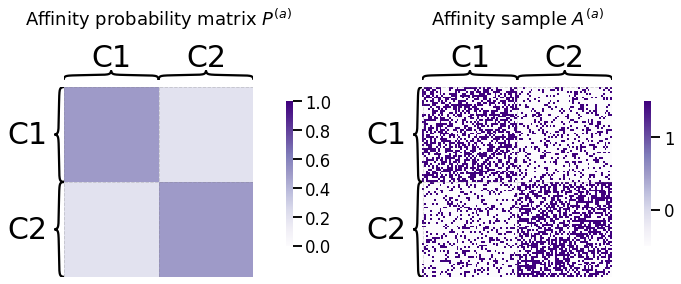 Affinity probability matrix P^(a)
C1 C2
C1
C2
1.0
0.8
0.6
0.4
0.2
0.0
Affinity sample A^(a)
C1 C2
C1
C2
1
0